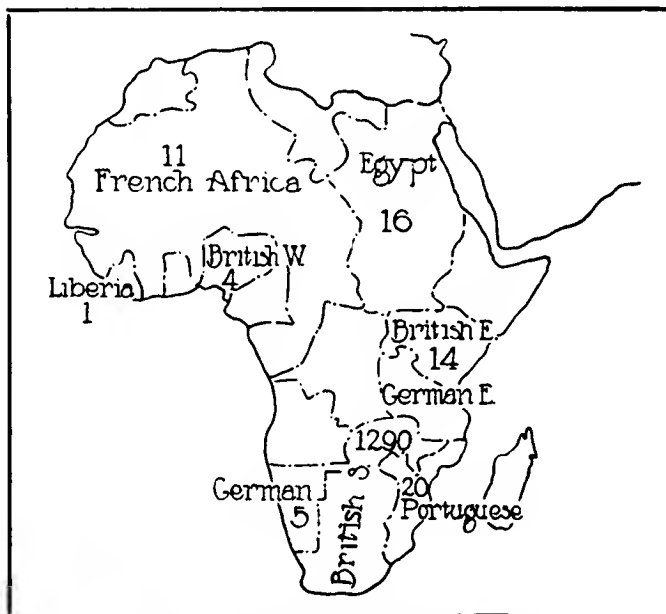 11
French Africa
Egypt
16
British W.
4
Liberia
1
British E.
14
German E.
1290
German
5
British S
20
Portuguese